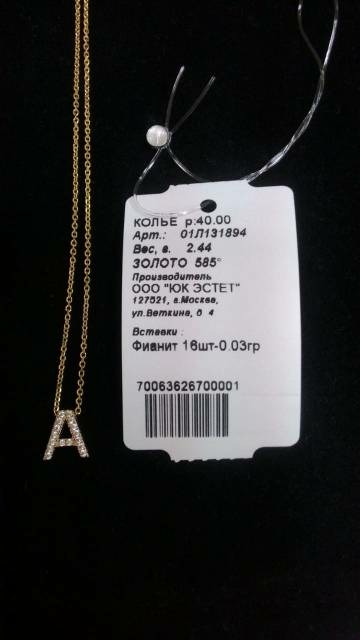 КОЛЬЕ р:40.00
Арт.: 01Л131894
Вес, г. 2.44
ЗОЛОТО 585°
Производитель
ООО "ЮК ЭСТЕТ"
127521, г.Москва,
ул.Веткина, д 4
Вставки :
Фианит 16шт-0.03гр
70063626700001
A